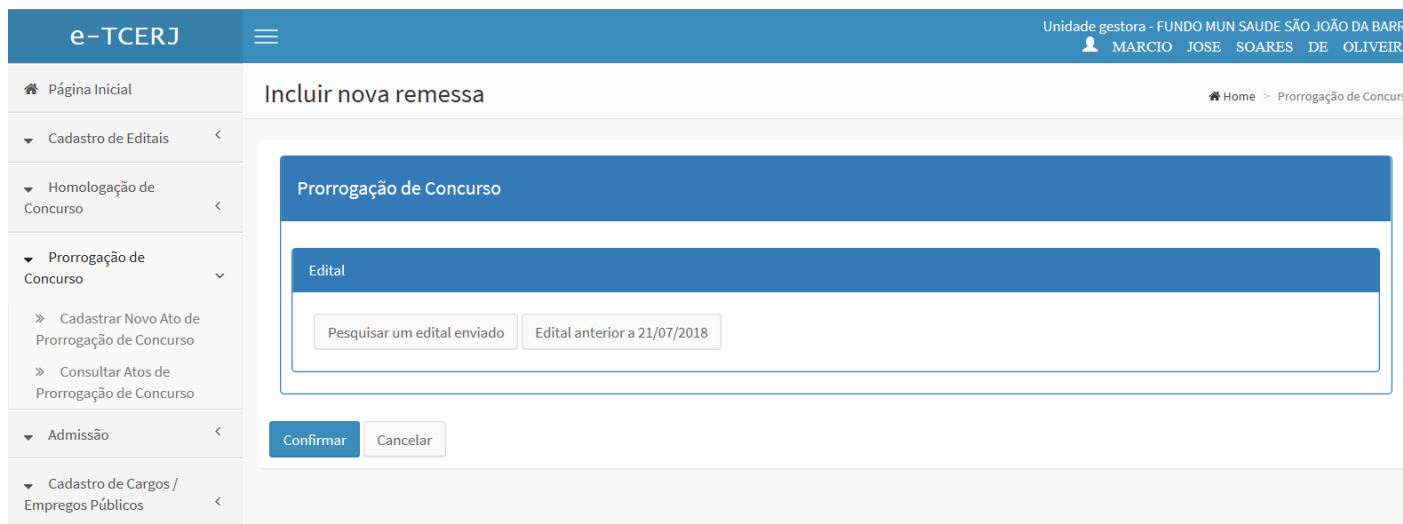 e-TCERJ
Unidade gestora - FUNDO MUN SAUDE SÃO JOÃO DA BARR
MARCIO JOSE SOARES DE OLIVEIR
Página Inicial
Cadastro de Editais
Homologação de
Concurso
Prorrogação de
Concurso
» Cadastrar Novo Ato de
Prorrogação de Concurso
» Consultar Atos de
Prorrogação de Concurso
Admissão
Cadastro de Cargos /
Empregos Públicos
Incluir nova remessa
Home > Prorrogação de Concurs
Prorrogação de Concurso
Edital
Pesquisar um edital enviado Edital anterior a 21/07/2018
Confirmar Cancelar